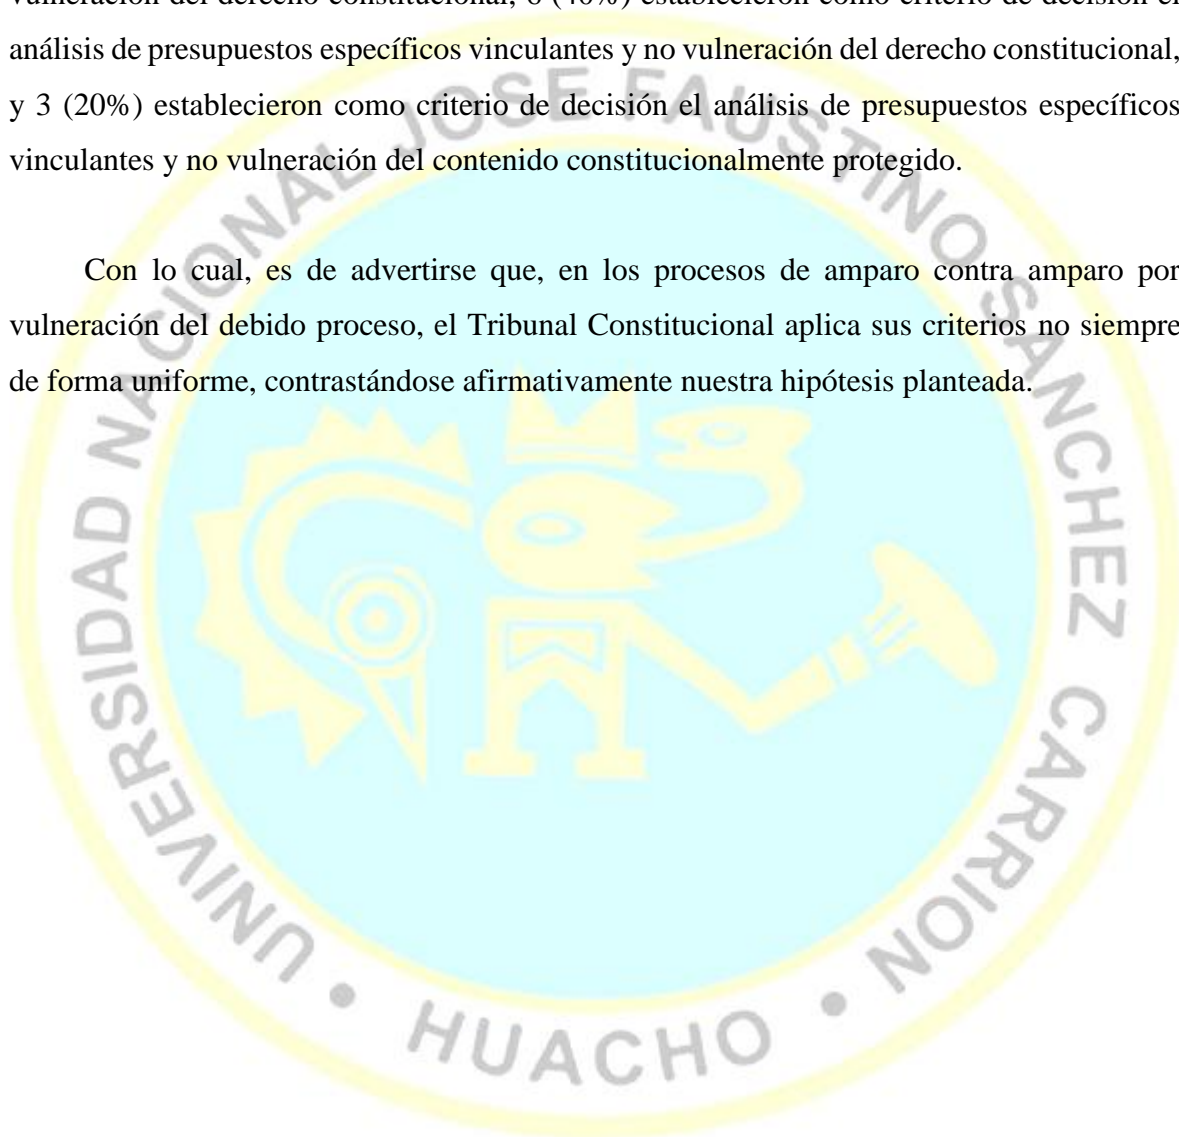 análisis de presupuestos específicos vinculantes y no vulneración del derecho constitucional,
y 3 (20%) establecieron como criterio de decisión el análisis de presupuestos específicos
vinculantes y no vulneración del contenido constitucionalmente protegido.
Con lo cual, es de advertirse que, en los procesos de amparo contra amparo por
vulneración del debido proceso, el Tribunal Constitucional aplica sus criterios no siempre
de forma uniforme, contrastándose afirmativamente nuestra hipótesis planteada.
UNIVERSIDAD NACIONAL JOSE FAUSTINO SANCHEZ CARRION • HUACHO •